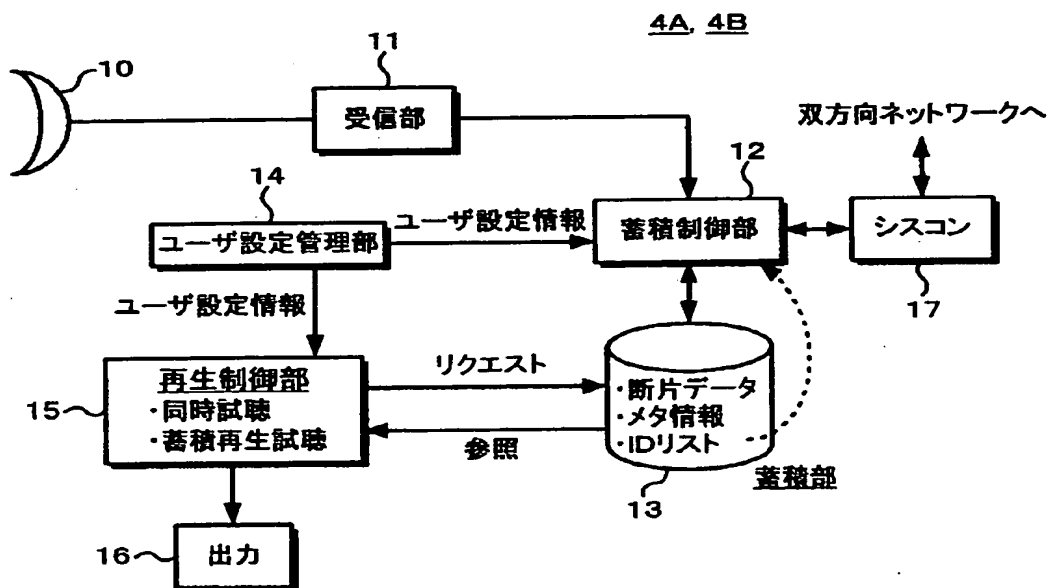 4A, 4B
10
11
受信部
双方向ネットワークへ
12
蓄積制御部
シスコン
17
14
ユーザ設定管理部
ユーザ設定情報
ユーザ設定情報
再生制御部
・同時試聴
・蓄積再生試聴
15
リクエスト
参照
・断片データ
・メタ情報
・IDリスト
蓄積部
13
16
出力